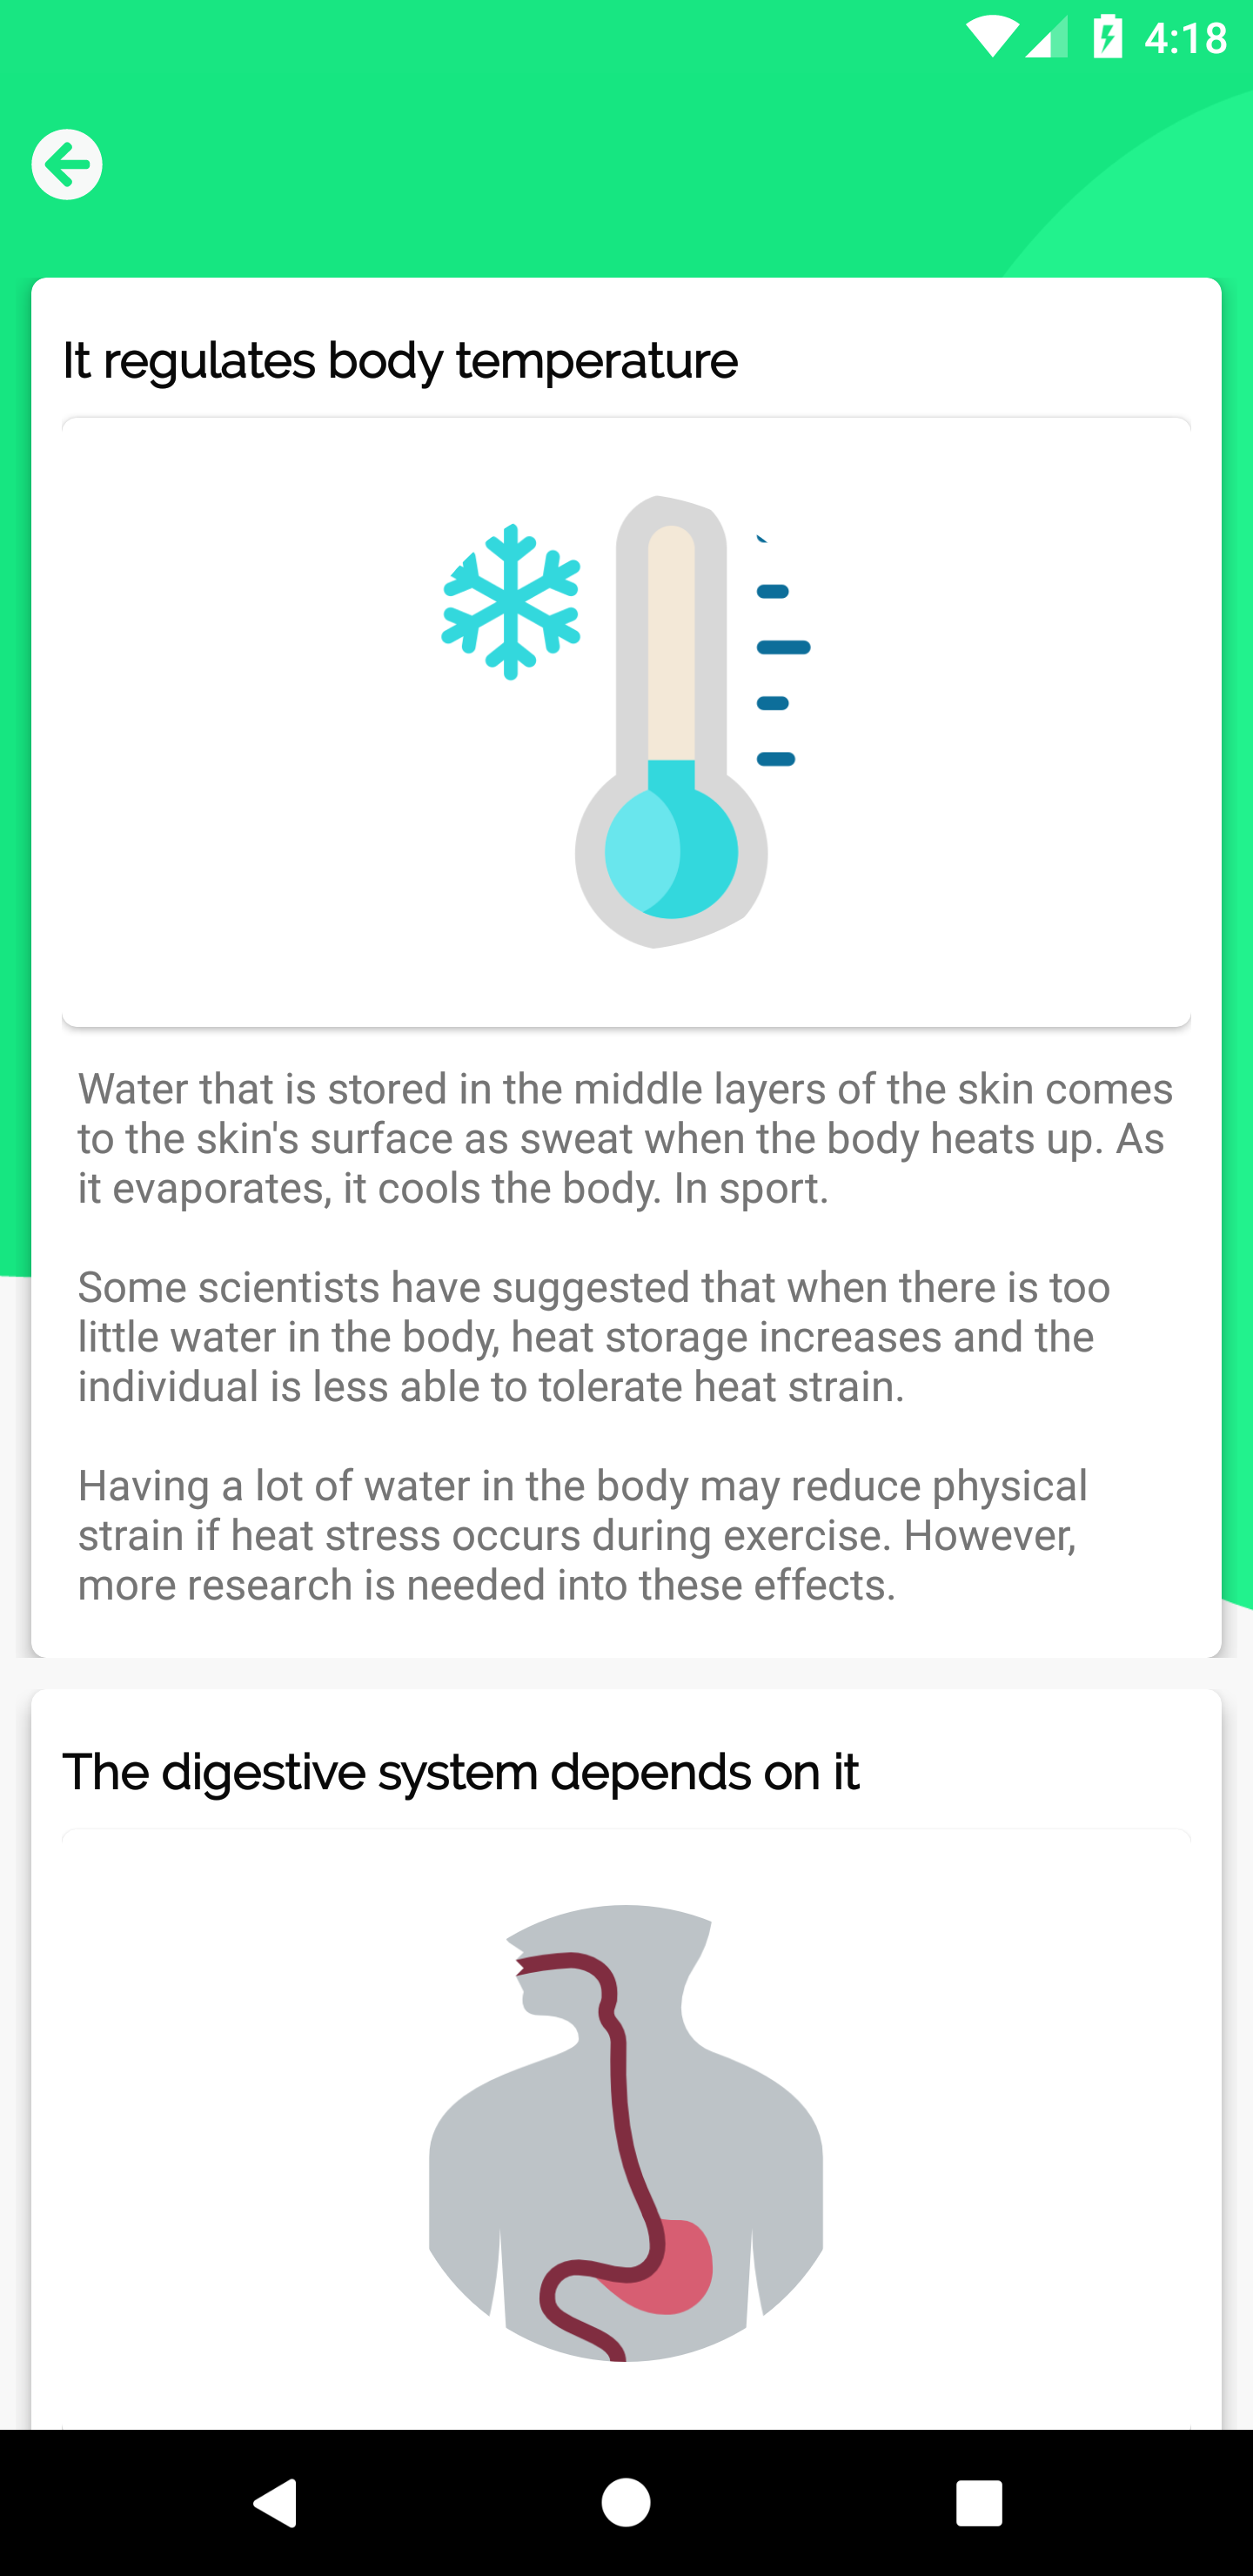 4:18
It regulates body temperature
Water that is stored in the middle layers of the skin comes
to the skin's surface as sweat when the body heats up. As
it evaporates, it cools the body. In sport.
Some scientists have suggested that when there is too
little water in the body, heat storage increases and the
individual is less able to tolerate heat strain.
Having a lot of water in the body may reduce physical
strain if heat stress occurs during exercise. However,
more research is needed into these effects.
The digestive system depends on it